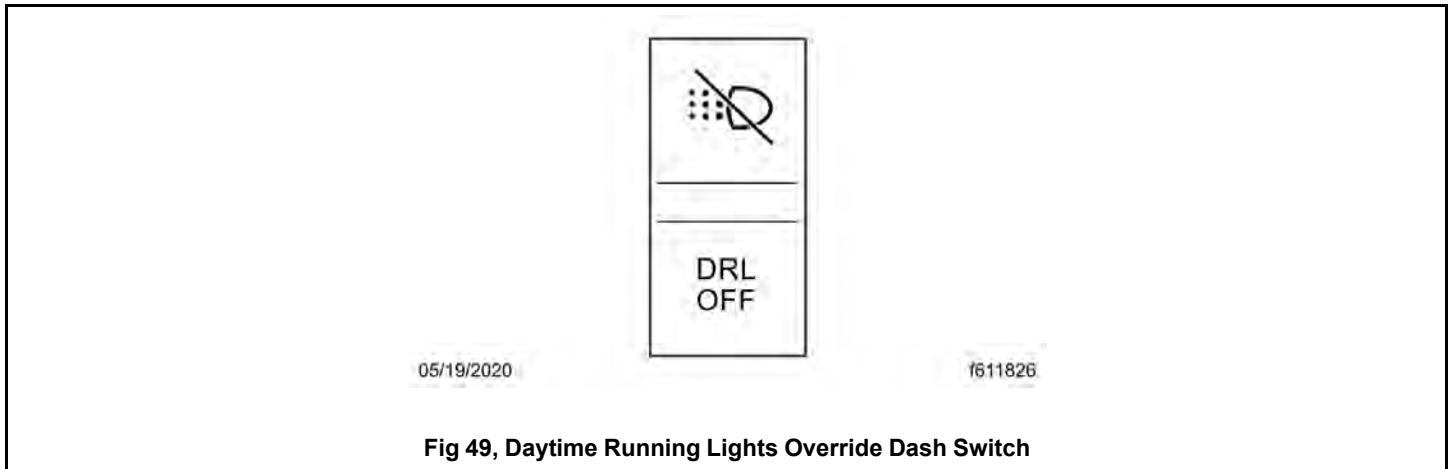 DRL
OFF
05/19/2020 f611826
Fig 49, Daytime Running Lights Override Dash Switch